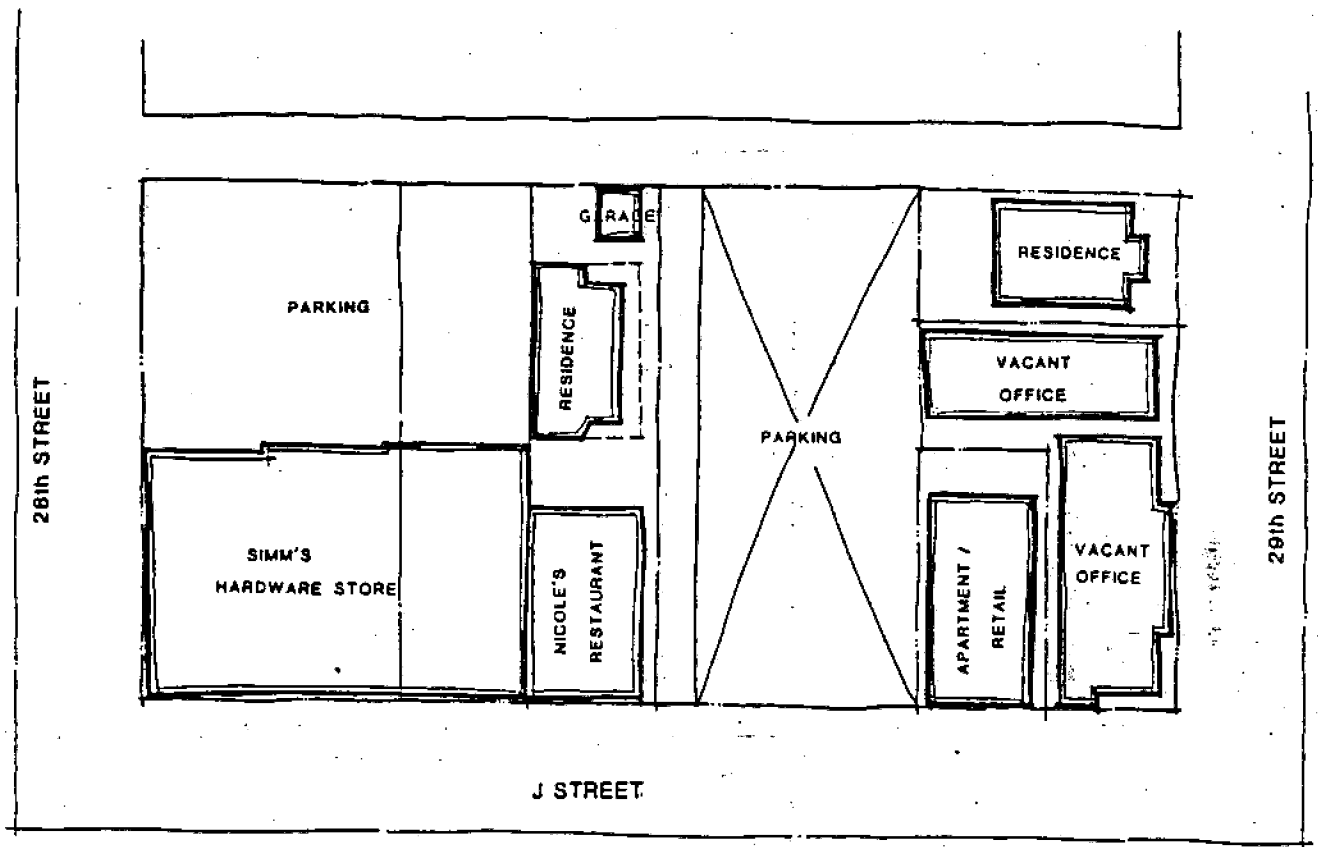 GARAGE
RESIDENCE
PARKING
RESIDENCE
VACANT
OFFICE
PARKING
28th STREET
29th STREET
SIMM'S
HARDWARE STORE
NICOLE'S
RESTAURANT
APARTMENT /
RETAIL
VACANT
OFFICE
J STREET